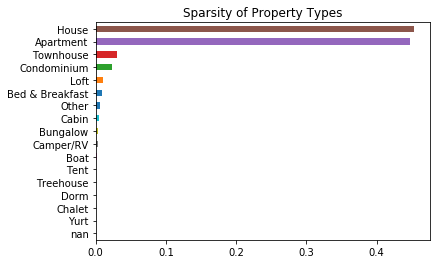 Sparsity of Property Types
House
Apartment
Townhouse
Condominium
Loft
Bed & Breakfast
Other
Cabin
Bungalow
Camper/RV
Boat
Tent
Treehouse
Dorm
Chalet
Yurt
nan
0.0 0.1 0.2 0.3 0.4